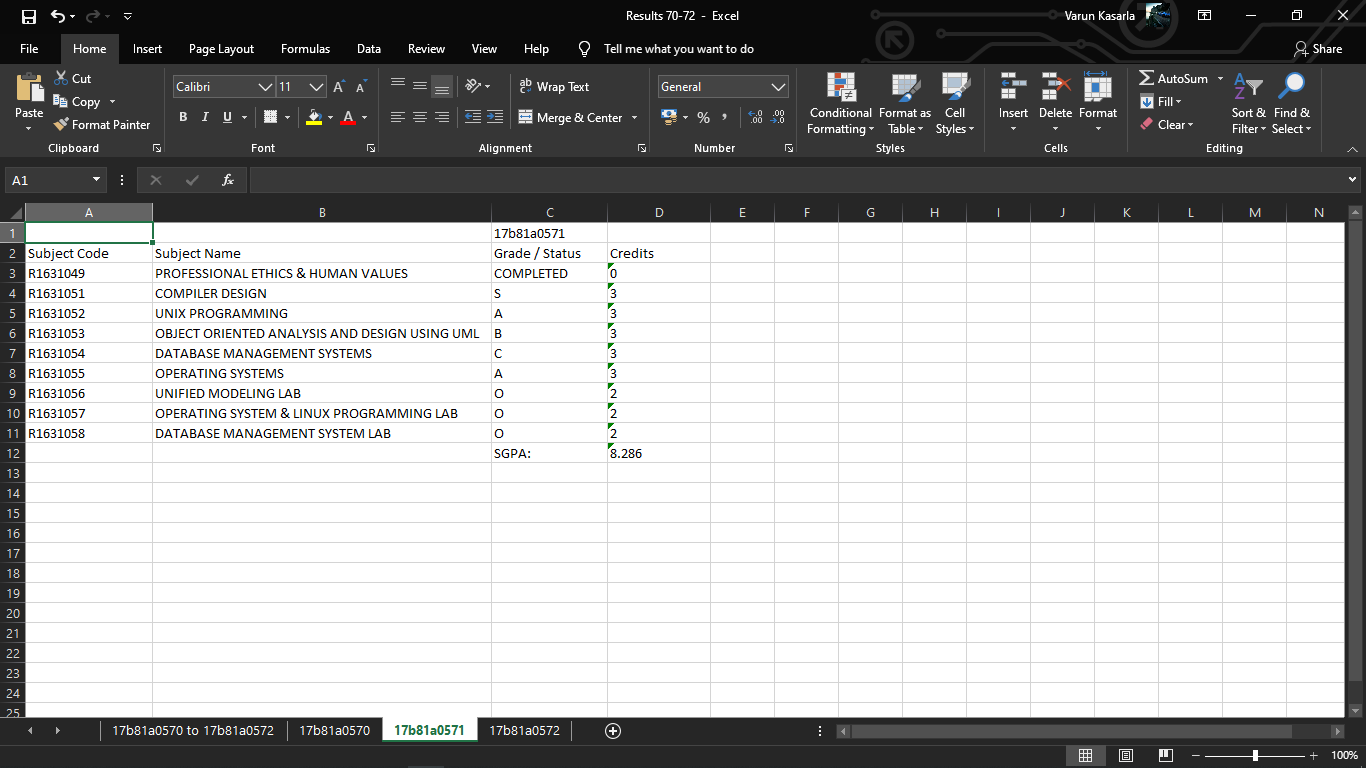 Results 70-72 - Excel
Varun Kasarla
File Home Insert Page Layout Formulas Data Review View Help Tell me what you want to do Share
Paste
Cut
Copy
Format Painter
Clipboard
Calibri 11
B I U
Font
Wrap Text
Merge & Center
Alignment
General
Number
Conditional Formatting
Format as Table
Cell Styles
Styles
Insert Delete Format
Cells
AutoSum
Fill
Clear
Sort & Filter
Find & Select
Editing
A1 fx
A B C D E F G H I J K L M N
1 17b81a0571
2 Subject Code Subject Name Grade / Status Credits
3 R1631049 PROFESSIONAL ETHICS & HUMAN VALUES COMPLETED 0
4 R1631051 COMPILER DESIGN S 3
5 R1631052 UNIX PROGRAMMING A 3
6 R1631053 OBJECT ORIENTED ANALYSIS AND DESIGN USING UML B 3
7 R1631054 DATABASE MANAGEMENT SYSTEMS C 3
8 R1631055 OPERATING SYSTEMS A 3
9 R1631056 UNIFIED MODELING LAB O 2
10 R1631057 OPERATING SYSTEM & LINUX PROGRAMMING LAB O 2
11 R1631058 DATABASE MANAGEMENT SYSTEM LAB O 2
12 SGPA: 8.286
13
14
15
16
17
18
19
20
21
22
23
24
25
17b81a0570 to 17b81a0572 17b81a0570 17b81a0571 17b81a0572
100%